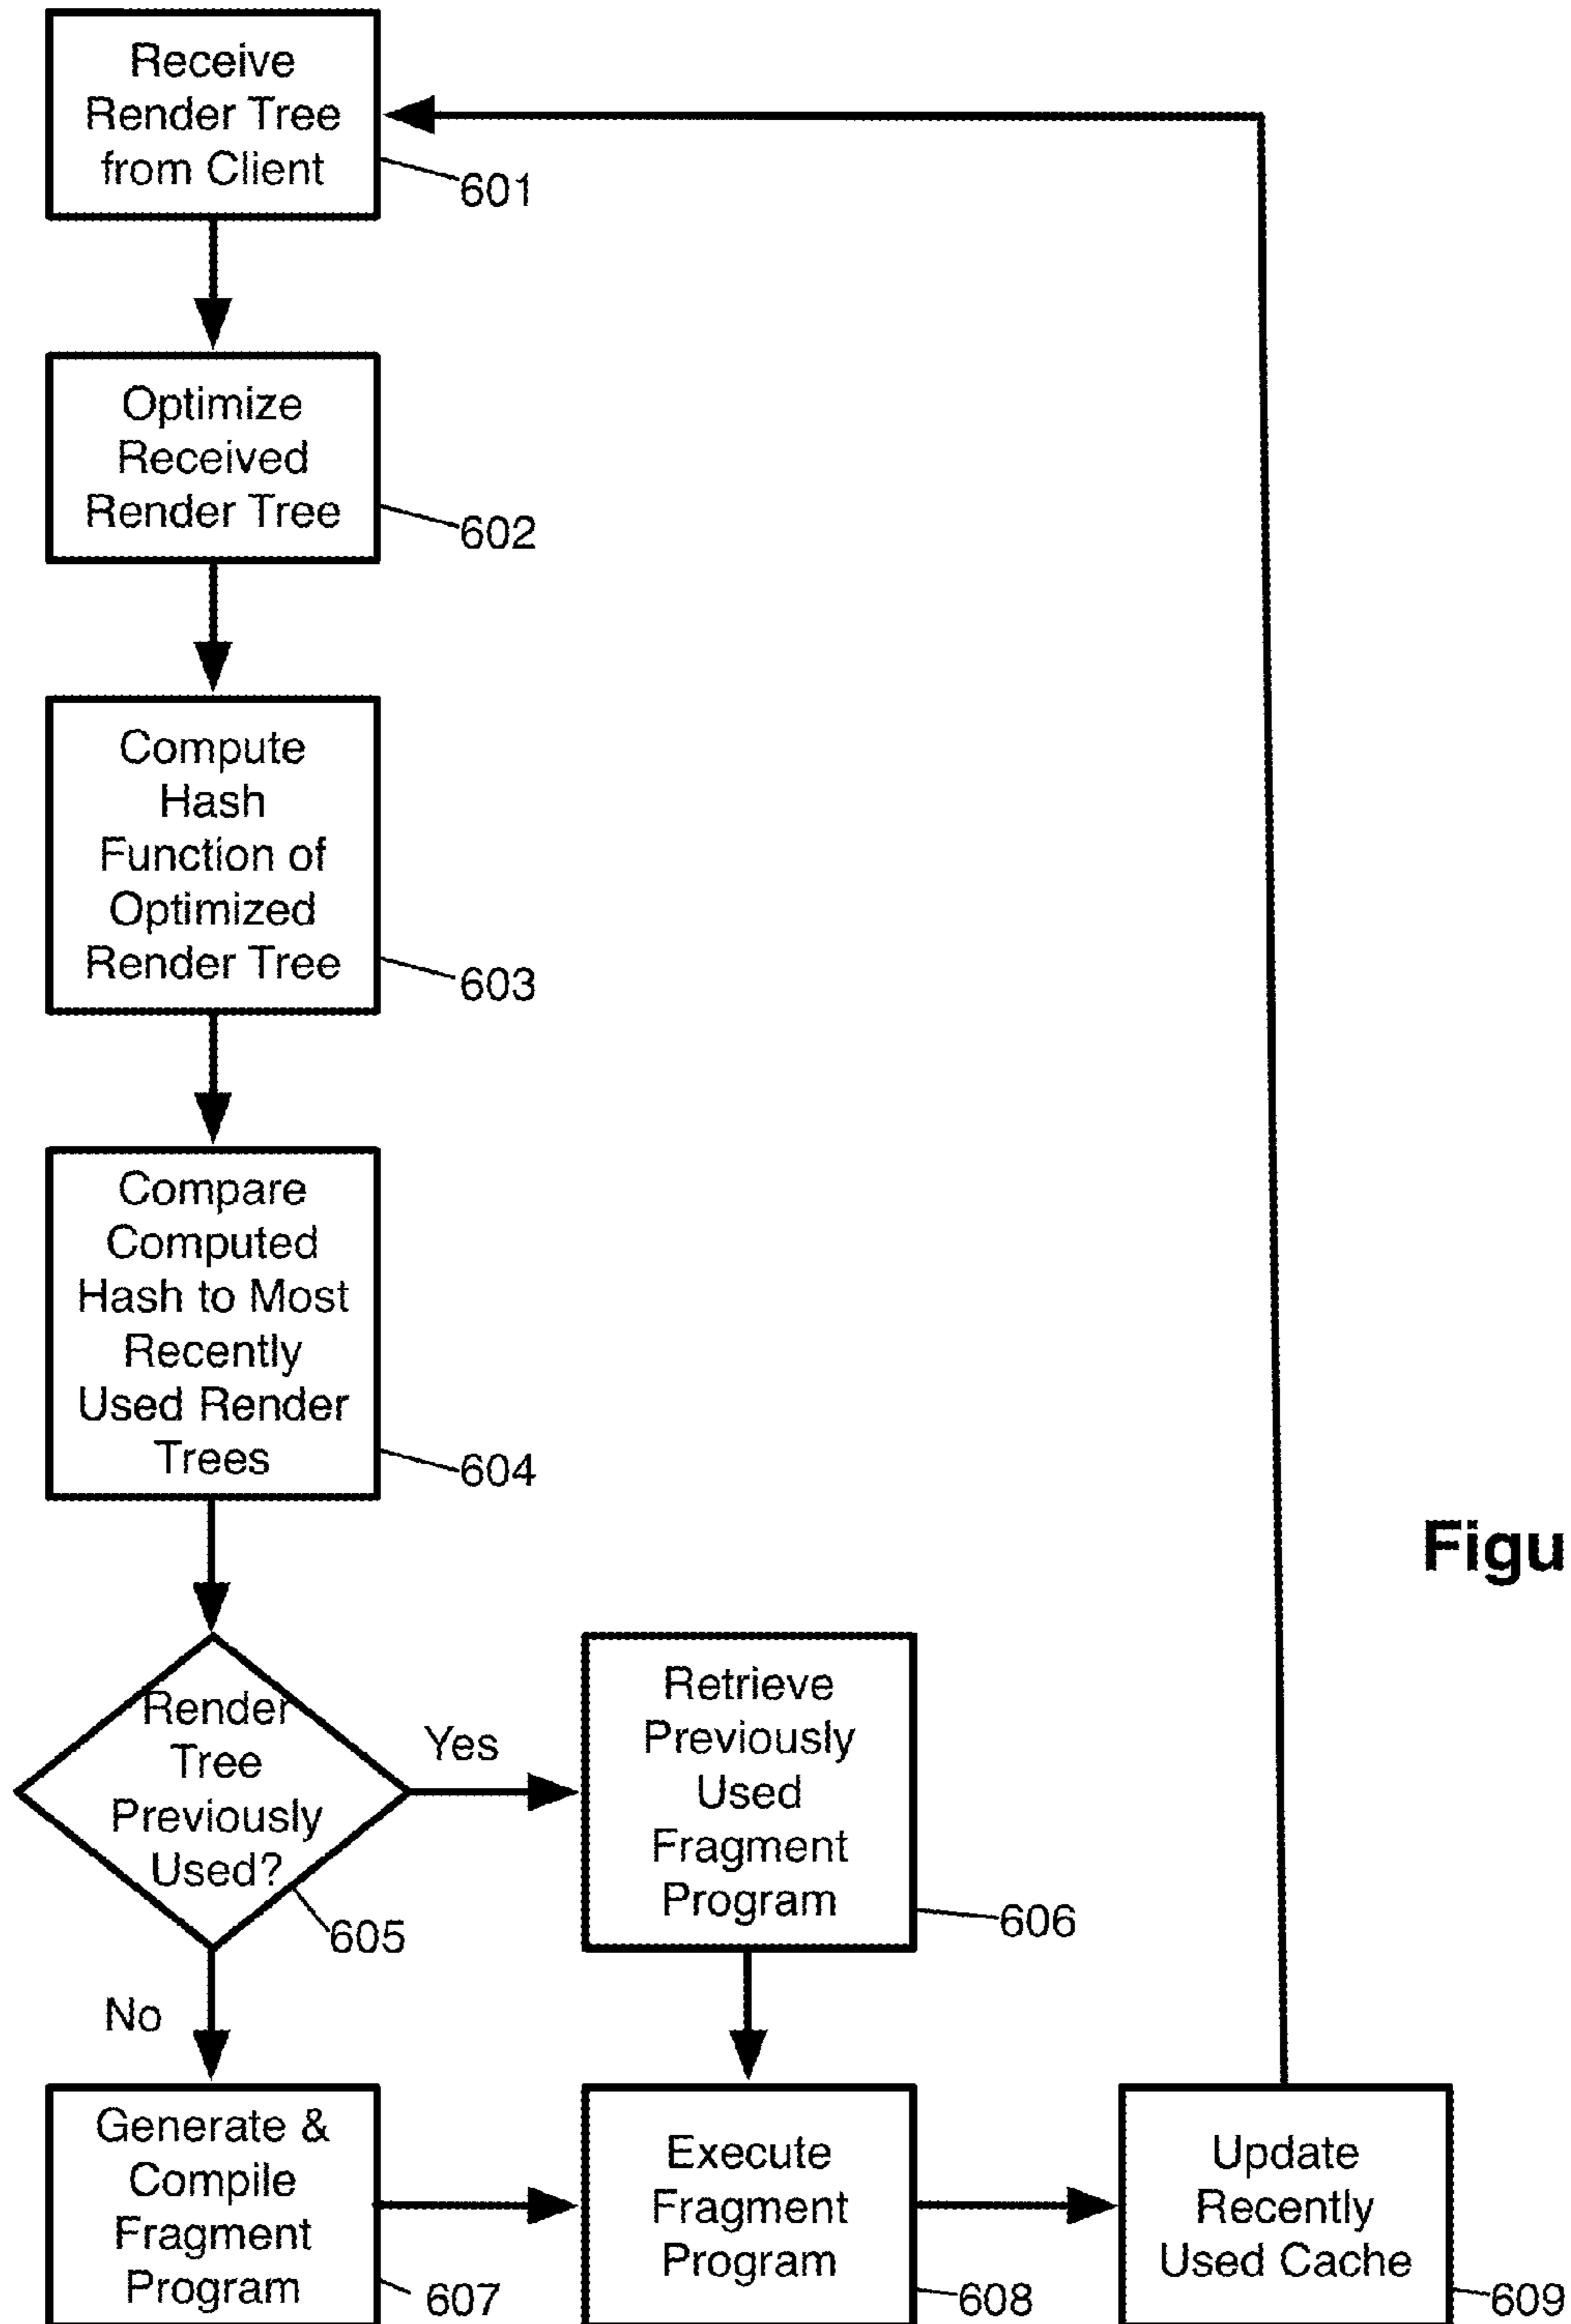 Receive
Render Tree
from Client
601
Optimize
Received
Render Tree
602
Compute
Hash
Function of
Optimized
Render Tree
603
Compare
Computed
Hash to Most
Recently
Used Render
Trees
604
Figu
Render
Tree
Previously
Used?
605
Yes
No
Retrieve
Previously
Used
Fragment
Program
606
Generate &
Compile
Fragment
Program
607
Execute
Fragment
Program
608
Update
Recently
Used Cache
609